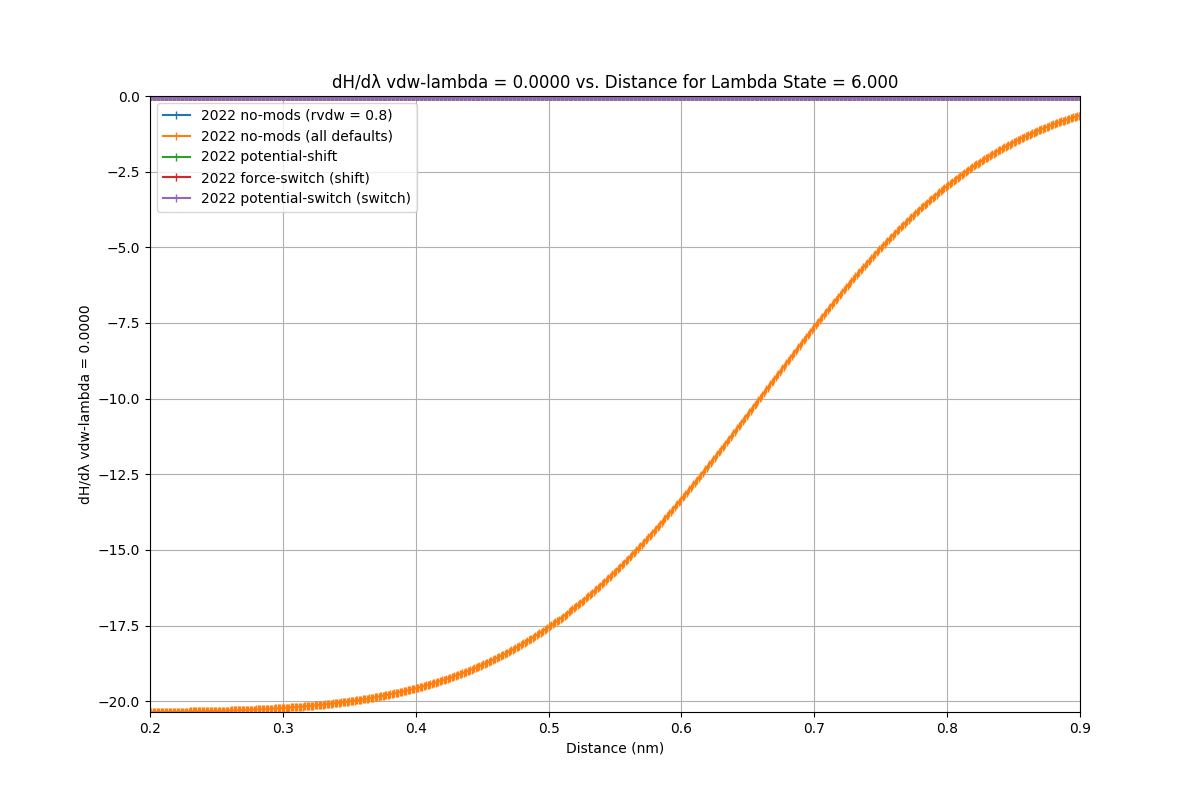 dH/dλ vdw-lambda = 0.0000 vs. Distance for Lambda State = 6.000
dH/dλ vdw-lambda = 0.0000
0.0
−2.5
−5.0
−7.5
−10.0
−12.5
−15.0
−17.5
−20.0
2022 no-mods (rvdw = 0.8)
2022 no-mods (all defaults)
2022 potential-shift
2022 force-switch (shift)
2022 potential-switch (switch)
0.2 0.3 0.4 0.5 0.6 0.7 0.8 0.9
Distance (nm)